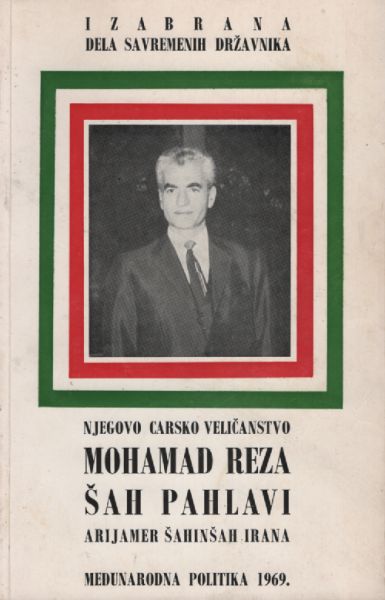 IZABRANA
DELA SAVREMENIH DRŽAVNIKA
NJEGOVO CARSKO VELIČANSTVO
MOHAMAD REZA
ŠAH PAHLAVI
ARIJAMER ŠAHINŠAH IRANA
MEĐUNARODNA POLITIKA 1969.